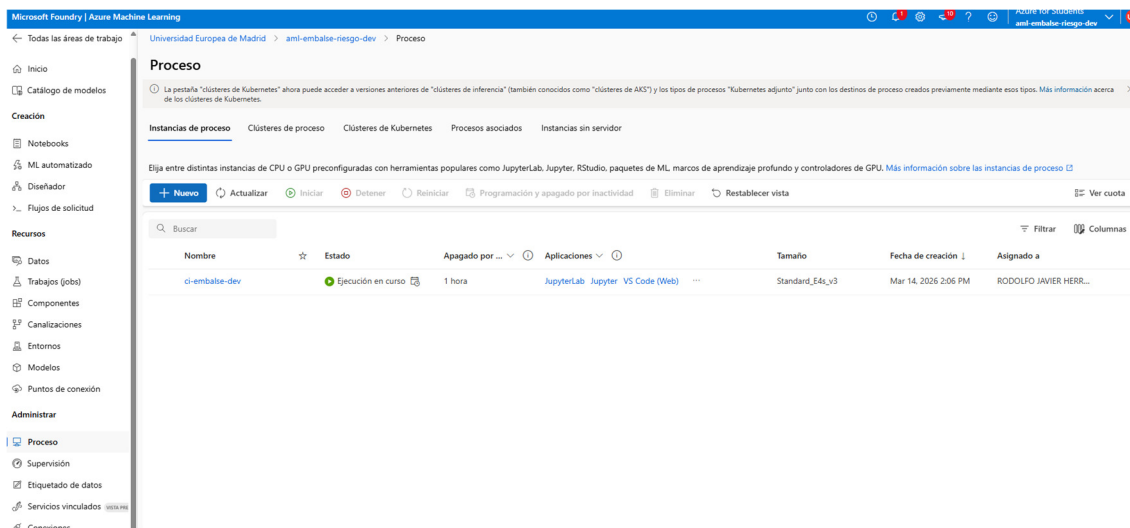 Microsoft Foundry | Azure Machine Learning
1
10
?
Azure for Students
aml-embalse-riesgo-dev
Todas las áreas de trabajo
Universidad Europea de Madrid > aml-embalse-riesgo-dev > Proceso
Inicio
Catálogo de modelos
Creación
Notebooks
ML automatizado
Diseñador
Flujos de solicitud
Recursos
Datos
Trabajos (jobs)
Componentes
Canalizaciones
Entornos
Modelos
Puntos de conexión
Administrar
Proceso
Supervisión
Etiquetado de datos
Servicios vinculados VISTA PRE
Conexiones
Proceso
La pestaña "clústeres de Kubernetes" ahora puede acceder a versiones anteriores de "clústeres de inferencia" (también conocidos como "clústeres de AKS") y los tipos de procesos "Kubernetes adjunto" junto con los destinos de proceso creados previamente mediante esos tipos. Más información acerca
de los clústeres de Kubernetes.
Instancias de proceso Clústeres de proceso Clústeres de Kubernetes Procesos asociados Instancias sin servidor
Elija entre distintas instancias de CPU o GPU preconfiguradas con herramientas populares como JupyterLab, Jupyter, RStudio, paquetes de ML, marcos de aprendizaje profundo y controladores de GPU. Más información sobre las instancias de proceso
+ Nuevo Actualizar Iniciar Detener Reiniciar Programación y apagado por inactividad Eliminar Restablecer vista Ver cuota
Buscar Filtrar Columnas
Nombre Estado Apagado por ... Aplicaciones Tamaño Fecha de creación ↓ Asignado a
ci-embalse-dev Ejecución en curso 1 hora JupyterLab Jupyter VS Code (Web) ... Standard_E4s_v3 Mar 14, 2026 2:06 PM RODOLFO JAVIER HERR...